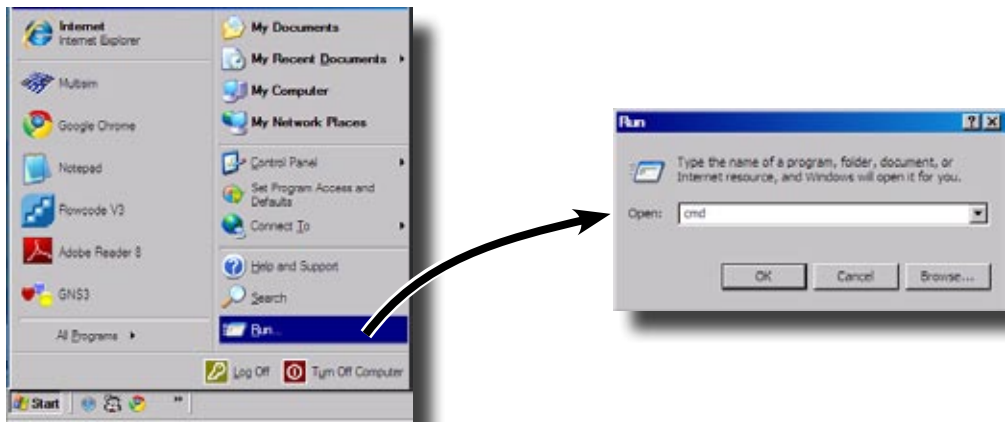 Internet
Internet Explorer
Multisim
Google Chrome
Notepad
Flowcode V3
Adobe Reader 8
GNS3
All Programs
My Documents
My Recent Documents
My Computer
My Network Places
Control Panel
Set Program Access and
Defaults
Connect To
Help and Support
Search
Run...
Log Off
Turn Off Computer
Start
Run
Type the name of a program, folder, document, or
Internet resource, and Windows will open it for you.
Open:
cmd
OK
Cancel
Browse...